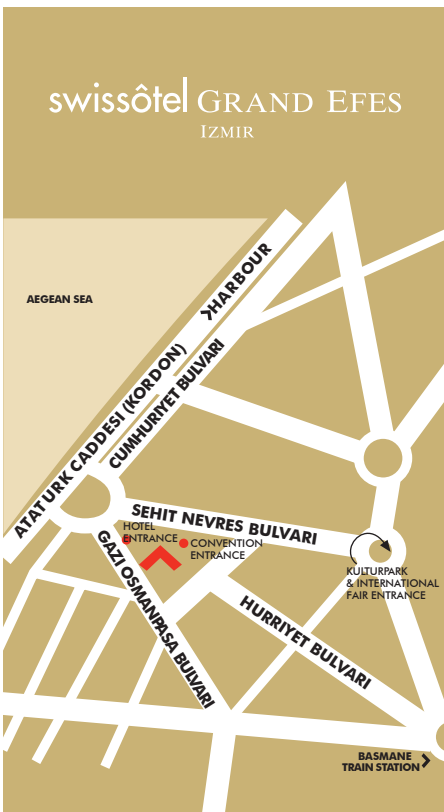 swissôtel GRAND EFES
IZMIR
AEGEAN SEA
HARBOUR
ATATURK CADDESI (KORDON)
CUMHURIYET BULVARI
SEHIT NEVRES BULVARI
HOTEL
ENTRANCE
CONVENTION
ENTRANCE
GAZI OSMANPASA BULVARI
KULTURPARK
& INTERNATIONAL
FAIR ENTRANCE
HURRIYET BULVARI
BASMANE
TRAIN STATION